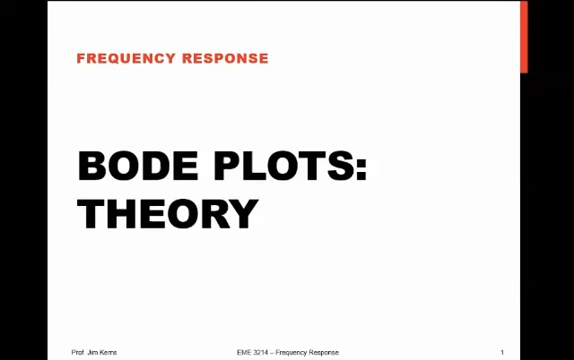 FREQUENCY RESPONSE
BODE PLOTS:
THEORY
Prof. Jim Kerns
EME 3214 – Frequency Response
1